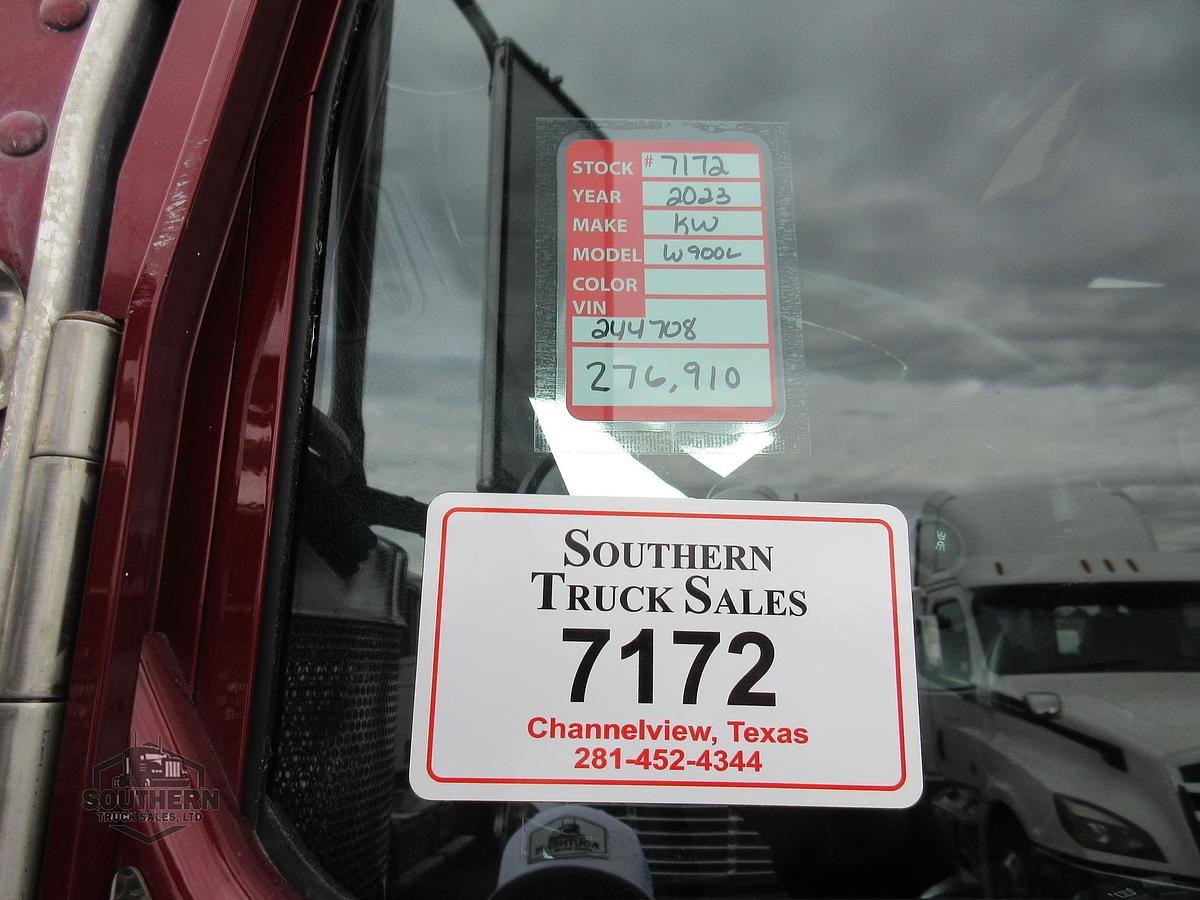 STOCK # 7172
YEAR 2023
MAKE KW
MODEL W900L
COLOR
VIN
244708
276,910
SOUTHERN
TRUCK SALES
7172
Channelview, Texas
281-452-4344
SOUTHERN
TRUCK SALES, LTD